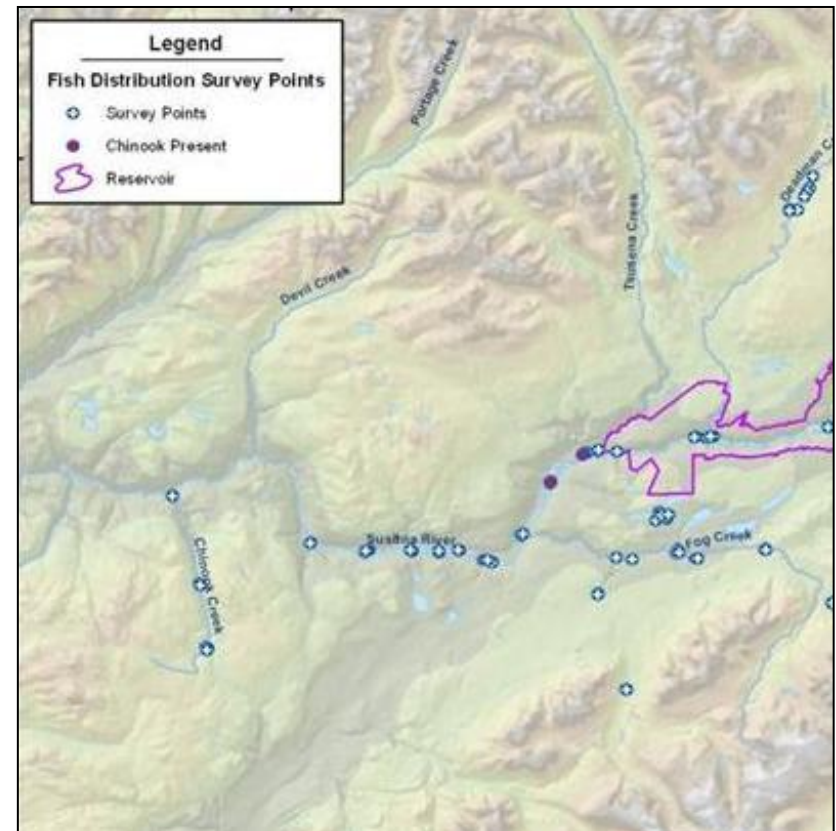 Legend
Fish Distribution Survey Points
Survey Points
Chinook Present
Reservoir
Portage Creek
Deadman C
Tsusena Creek
Devil Creek
Susitna River
Fog Creek
Chinook Creek